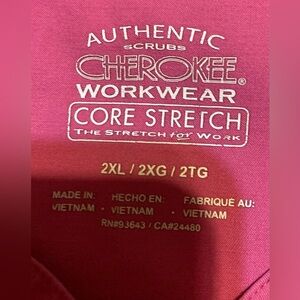 AUTHENTIC
SCRUBS
CHEROKEE®
WORKWEAR
CORE STRETCH
THE STRETCH for WORK
2XL / 2XG / 2TG
MADE IN: HECHO EN: FABRIQUÉ AU:
VIETNAM - VIETNAM - VIETNAM
RN#93643 / CA#24480